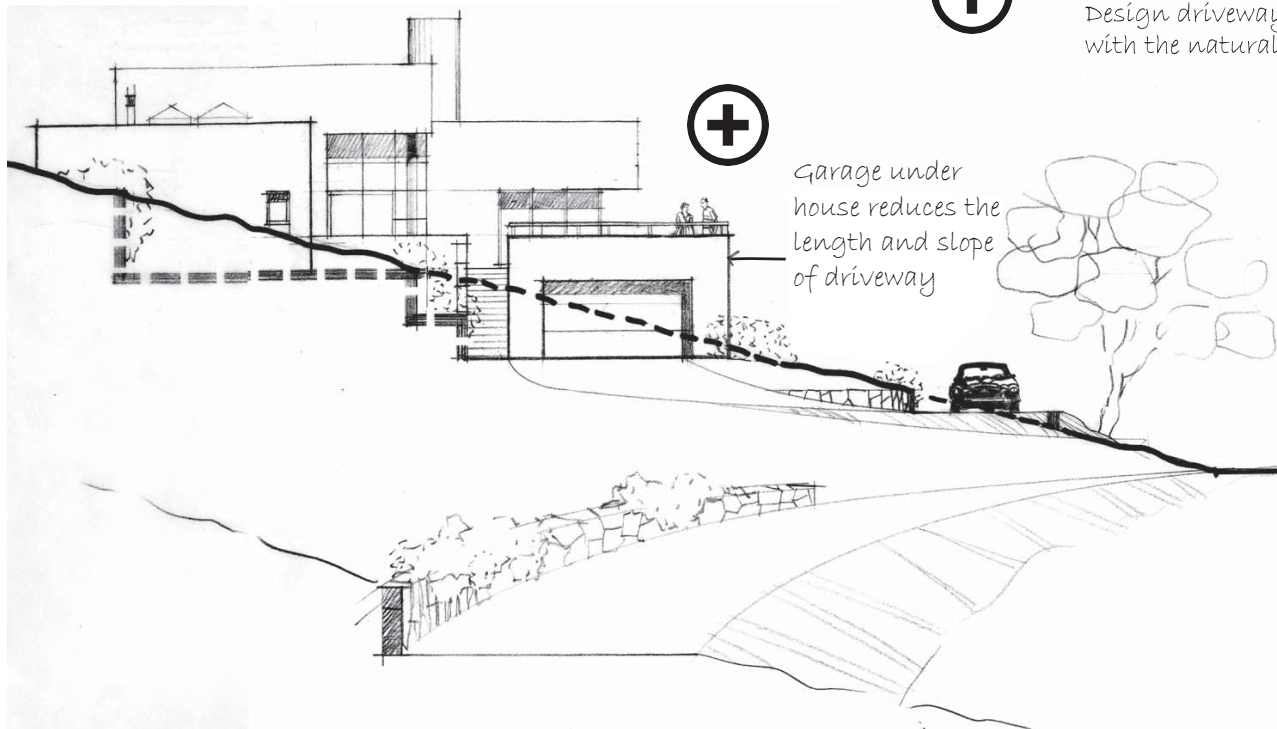 Design driveway
with the natural
Garage under
house reduces the
length and slope
of driveway